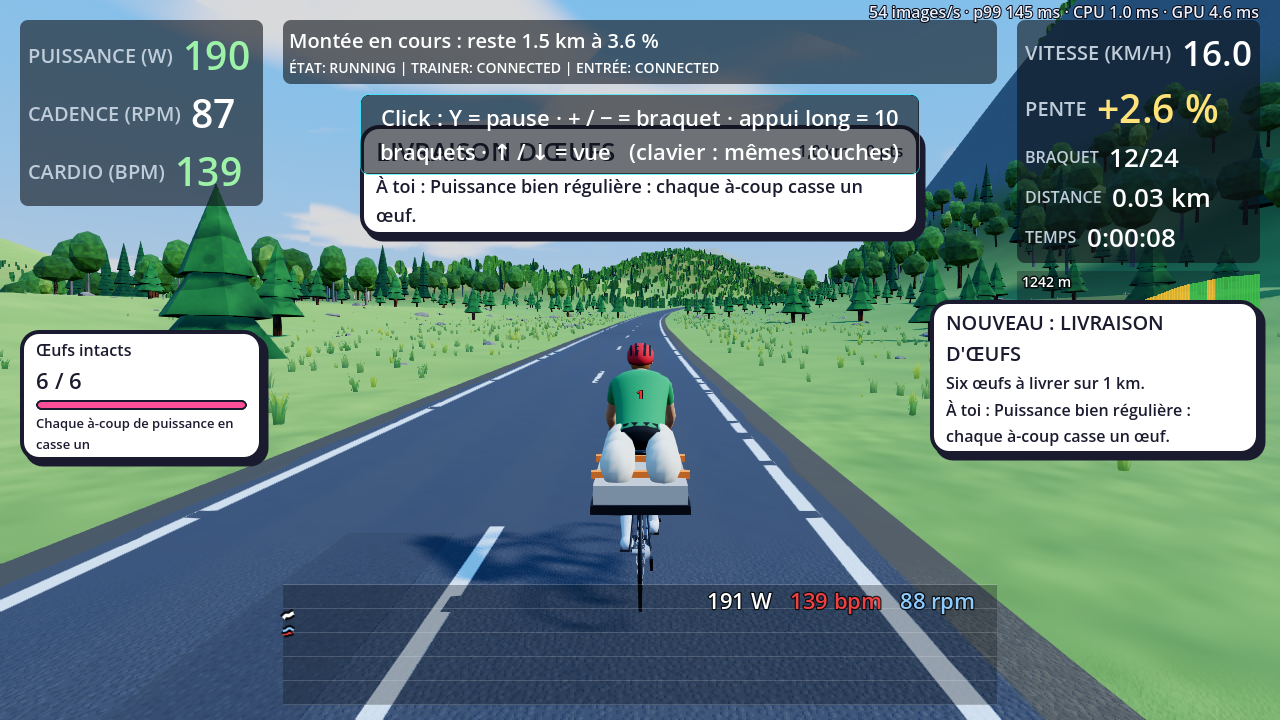 54 images/s · p99 145 ms · CPU 1.0 ms · GPU 4.6 ms
PUISSANCE (W) 190
CADENCE (RPM) 87
CARDIO (BPM) 139
Montée en cours : reste 1.5 km à 3.6 %
ÉTAT: RUNNING | TRAINER: CONNECTED | ENTRÉE: CONNECTED
Click : Y = pause · + / − = braquet · appui long = 10
braquets · ↑ / ↓ = vue (clavier : mêmes touches)
LIVRAISON D'ŒUFS
À toi : Puissance bien régulière : chaque à-coup casse un
œuf.
VITESSE (KM/H) 16.0
PENTE +2.6 %
BRAQUET 12/24
DISTANCE 0.03 km
TEMPS 0:00:08
1242 m
Œufs intacts
6 / 6
Chaque à-coup de puissance en
casse un
NOUVEAU : LIVRAISON
D'ŒUFS
Six œufs à livrer sur 1 km.
À toi : Puissance bien régulière :
chaque à-coup casse un œuf.
1
191 W 139 bpm 88 rpm